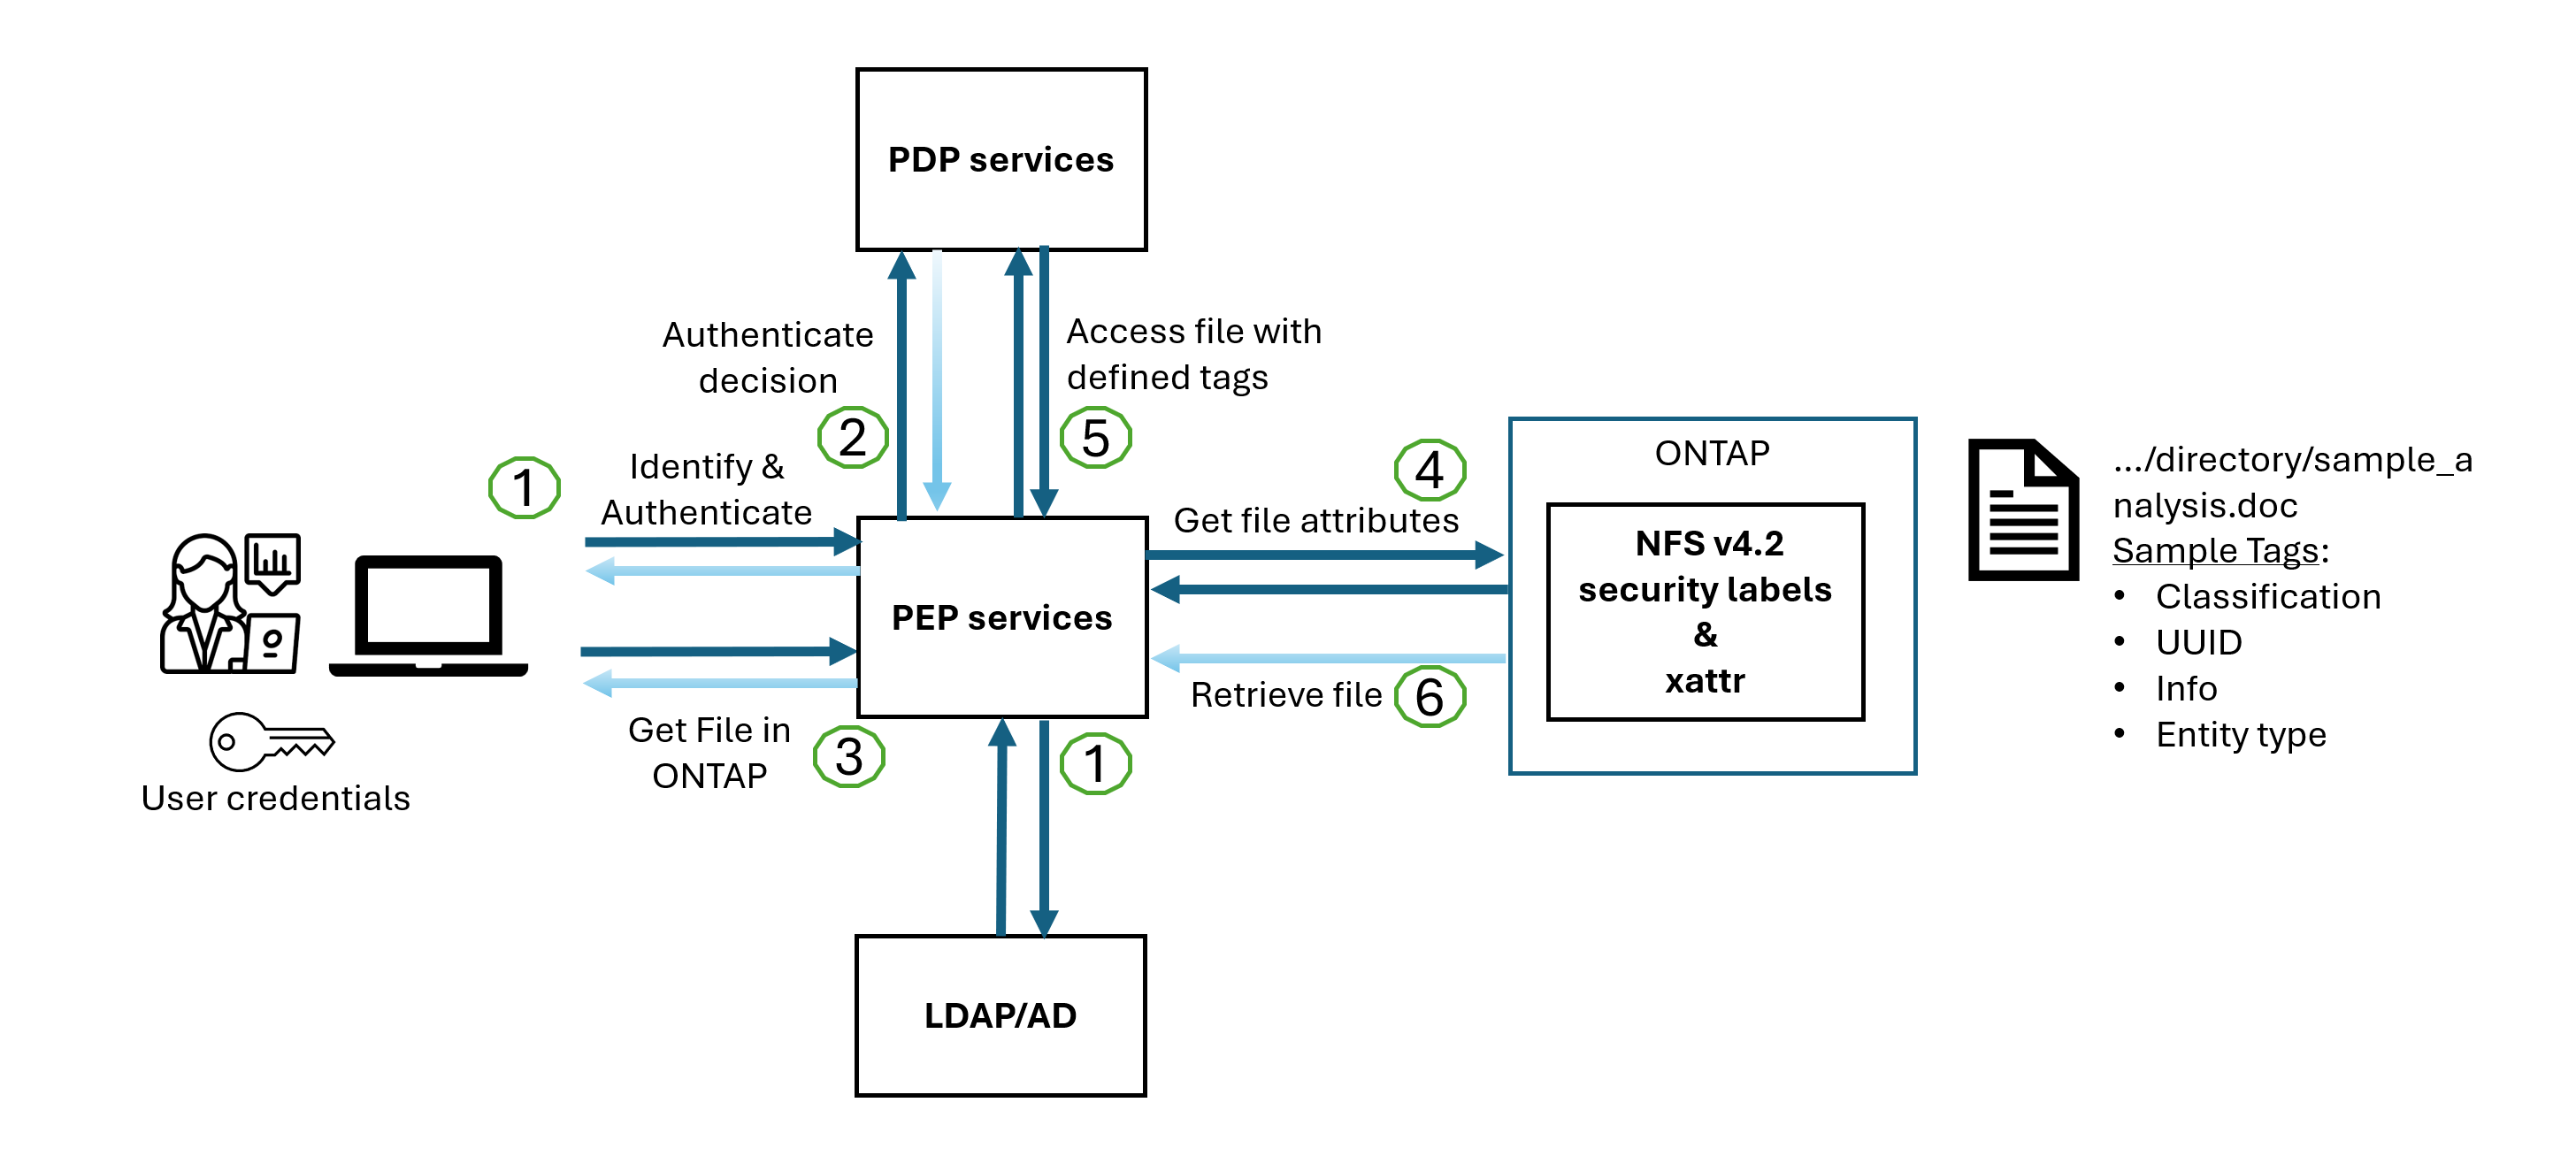 PDP services
Authenticate
decision
2
Access file with
defined tags
5
1
Identify &
Authenticate
PEP services
Get File in
ONTAP
3
User credentials
1
LDAP/AD
4
Get file attributes
Retrieve file
6
ONTAP
NFS v4.2
security labels
&
xattr
.../directory/sample_a
nalysis.doc
Sample Tags:
• Classification
• UUID
• Info
• Entity type